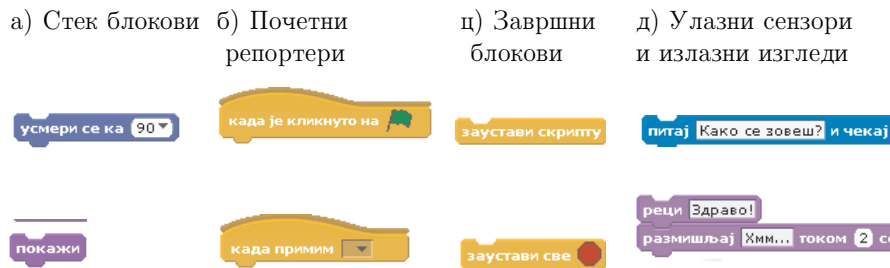 а) Стек блокови
б) Почетни
репортери
ц) Завршни
блокови
д) Улазни сензори
и излазни изгледи
усмери се ка 90
када је кликнуто на
заустави скрипту
питај Како се зовеш? и чекај
покажи
када примим
заустави све
реци Здраво!
размишљај Хмм... током 2